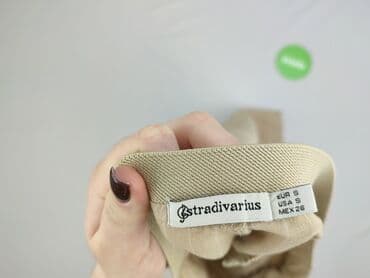 stradivarius
EUR S
USA S
MEX 26